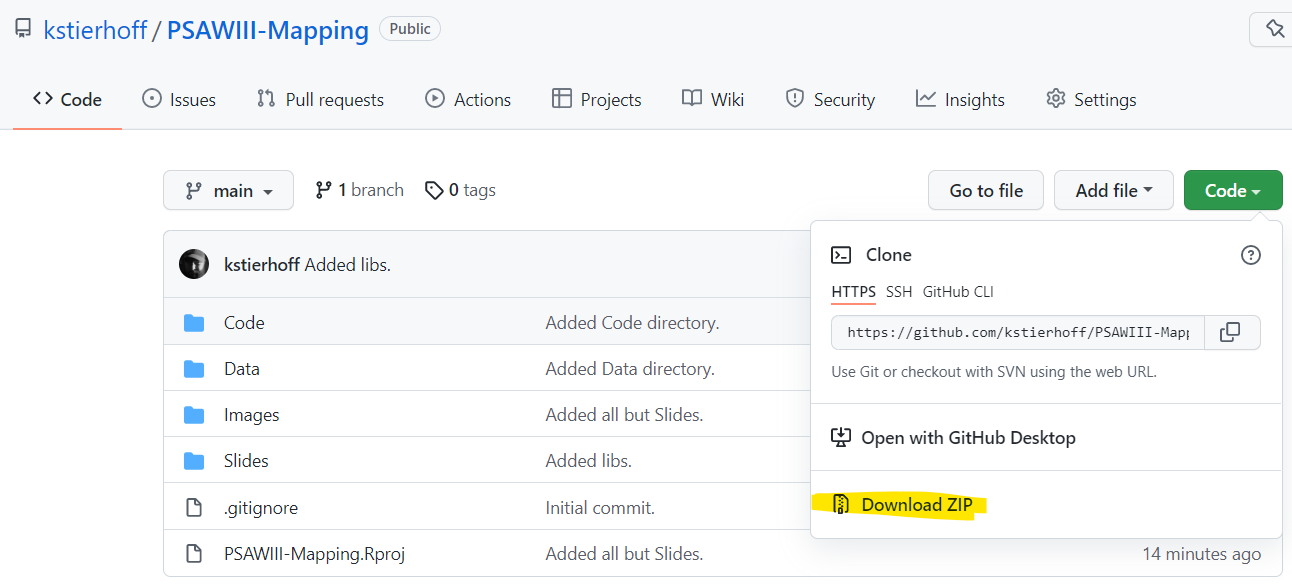 kstierhoff / PSAWIII-Mapping Public
Code Issues Pull requests Actions Projects Wiki Security Insights Settings
main 1 branch 0 tags Go to file Add file Code
kstierhoff Added libs.
Code Added Code directory.
Data Added Data directory.
Images Added all but Slides.
Slides Added libs.
.gitignore Initial commit.
PSAWIII-Mapping.Rproj Added all but Slides. 14 minutes ago
Clone
HTTPS SSH GitHub CLI
https://github.com/kstierhoff/PSAWIII-Mapp
Use Git or checkout with SVN using the web URL.
Open with GitHub Desktop
Download ZIP